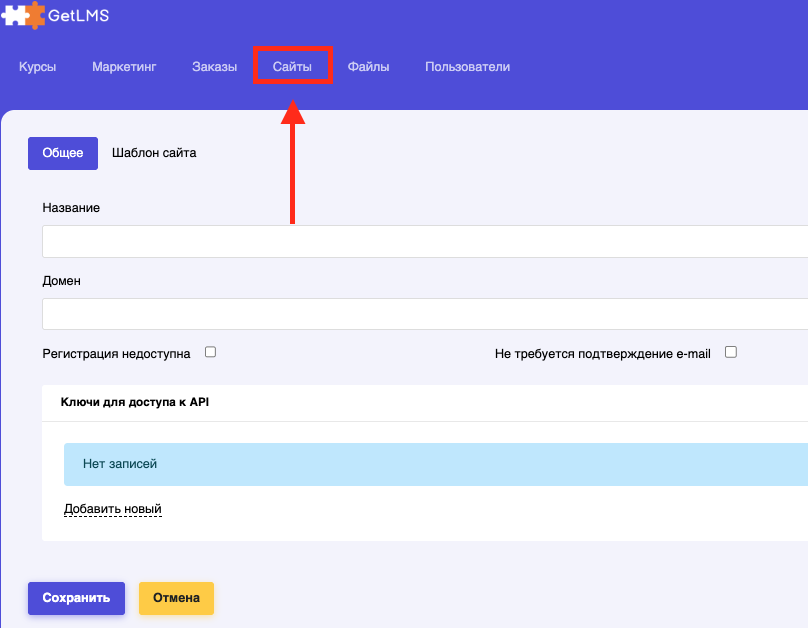 GetLMS
Курсы Маркетинг Заказы Сайты Файлы Пользователи
Общее Шаблон сайта
Название
Домен
Регистрация недоступна Не требуется подтверждение e-mail
Ключи для доступа к API
Нет записей
Добавить новый
Сохранить Отмена